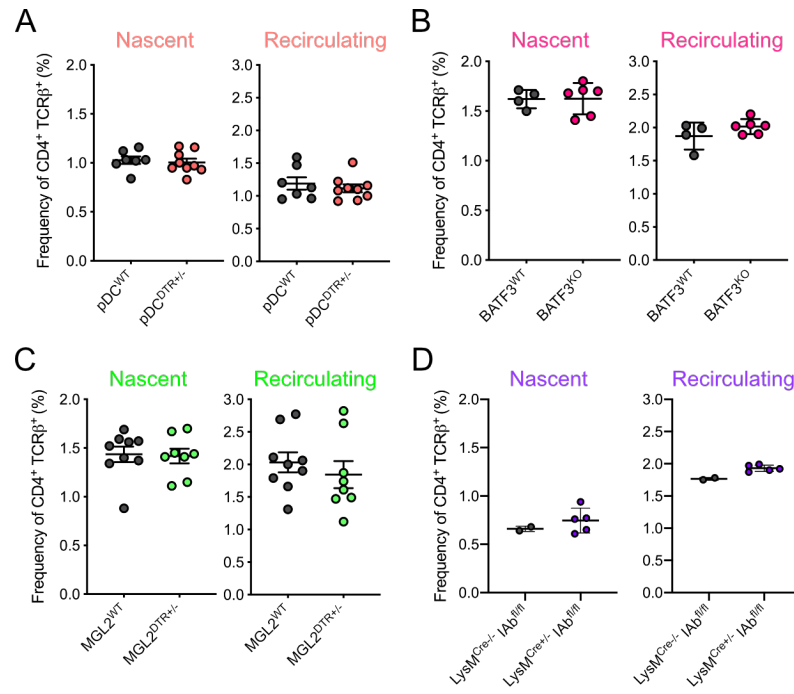 A
Nascent
Recirculating
Frequency of CD4⁺ TCRβ⁺ (%)
2.0
1.5
1.0
0.5
0.0
pDCᵂᵀ
pDCᴰᵀᴿ⁺/⁻
3.0
2.5
2.0
1.5
1.0
0.5
0.0
pDCᵂᵀ
pDCᴰᵀᴿ⁺/⁻
B
Nascent
Recirculating
Frequency of CD4⁺ TCRβ⁺ (%)
2.0
1.5
1.0
0.5
0.0
BATF3ᵂᵀ
BATF3ᴷᴼ
3.0
2.5
2.0
1.5
1.0
0.5
0.0
BATF3ᵂᵀ
BATF3ᴷᴼ
C
Nascent
Recirculating
Frequency of CD4⁺ TCRβ⁺ (%)
2.0
1.5
1.0
0.5
0.0
MGL2ᵂᵀ
MGL2ᴰᵀᴿ⁺/⁻
3.0
2.5
2.0
1.5
1.0
0.5
0.0
MGL2ᵂᵀ
MGL2ᴰᵀᴿ⁺/⁻
D
Nascent
Recirculating
Frequency of CD4⁺ TCRβ⁺ (%)
2.0
1.5
1.0
0.5
0.0
LysMᶜʳᵉ⁻/⁻ IAbᶠˡ/ᶠˡ
LysMᶜʳᵉ⁺/⁻ IAbᶠˡ/ᶠˡ
3.0
2.5
2.0
1.5
1.0
0.5
0.0
LysMᶜʳᵉ⁻/⁻ IAbᶠˡ/ᶠˡ
LysMᶜʳᵉ⁺/⁻ IAbᶠˡ/ᶠˡ